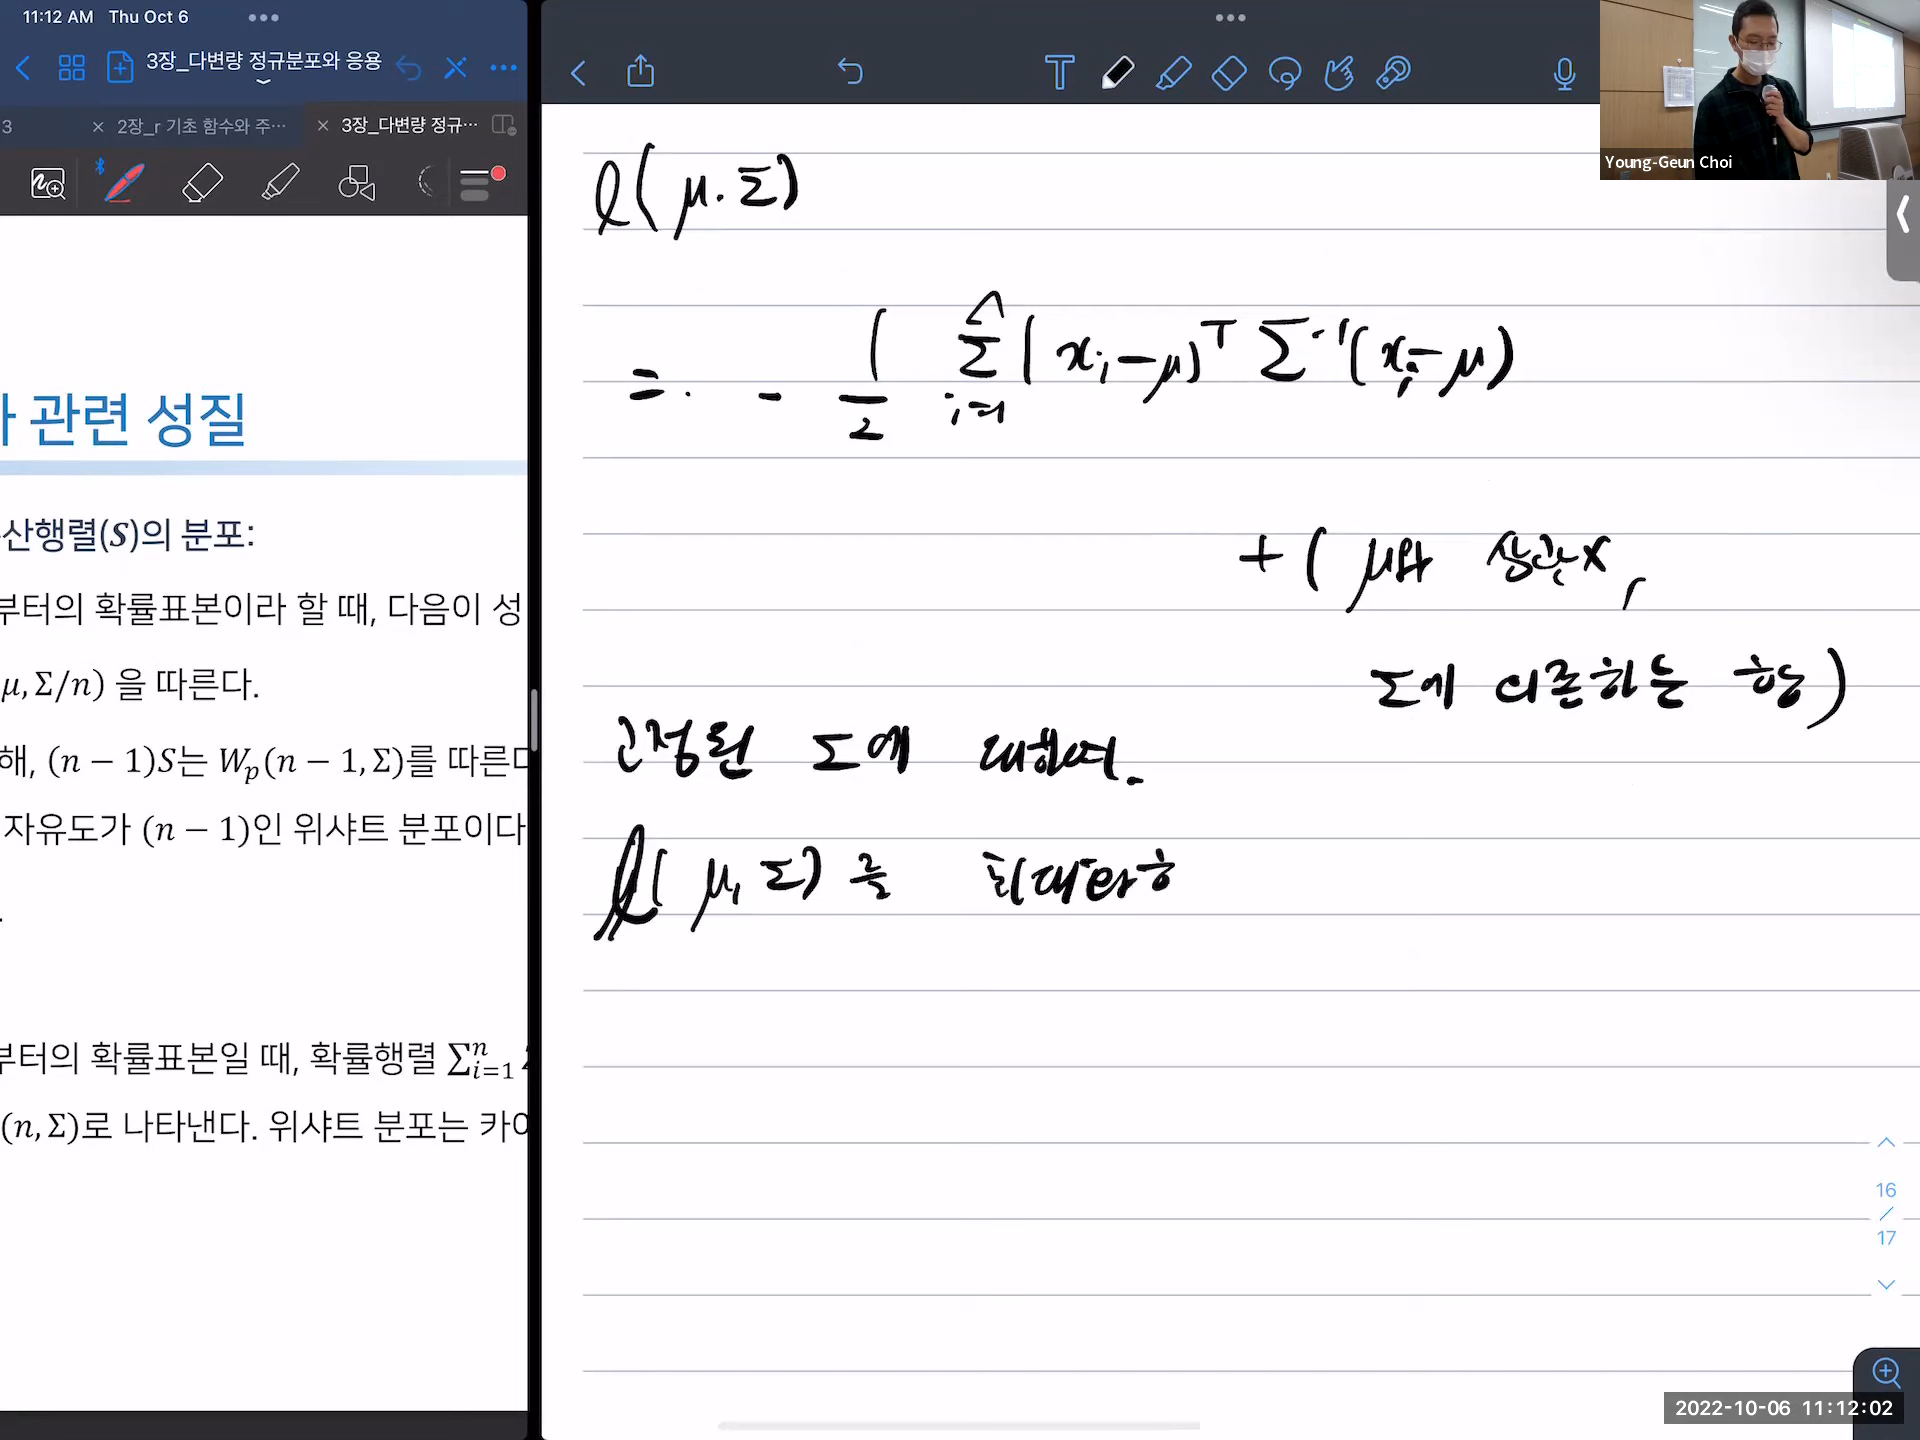 11:12 AM Thu Oct 6
3장_다변량 정규분포와 응용
3
× 2장_r 기초 함수와 주…
× 3장_다변량 정규…
관련 성질
산행렬(S)의 분포:
부터의 확률표본이라 할 때, 다음이 성
μ, Σ/n) 을 따른다.
해, (n − 1)S는 W_p(n − 1, Σ)를 따른다
자유도가 (n − 1)인 위샤트 분포이다
.
부터의 확률표본일 때, 확률행렬 Σ_{i=1}^{n}
(n, Σ)로 나타낸다. 위샤트 분포는 카이
ℓ(μ, Σ)
= - 1/2 Σ_{i=1}^{n} (x_i - μ)^T Σ^{-1} (x_i - μ)
+ ( μ와 상관x,
Σ에 의존하는 항)
고정된 Σ에 대하여.
ℓ(μ, Σ)를 최대화ㅎ
Young-Geun Choi
16
/
17
2022-10-06 11:12:02